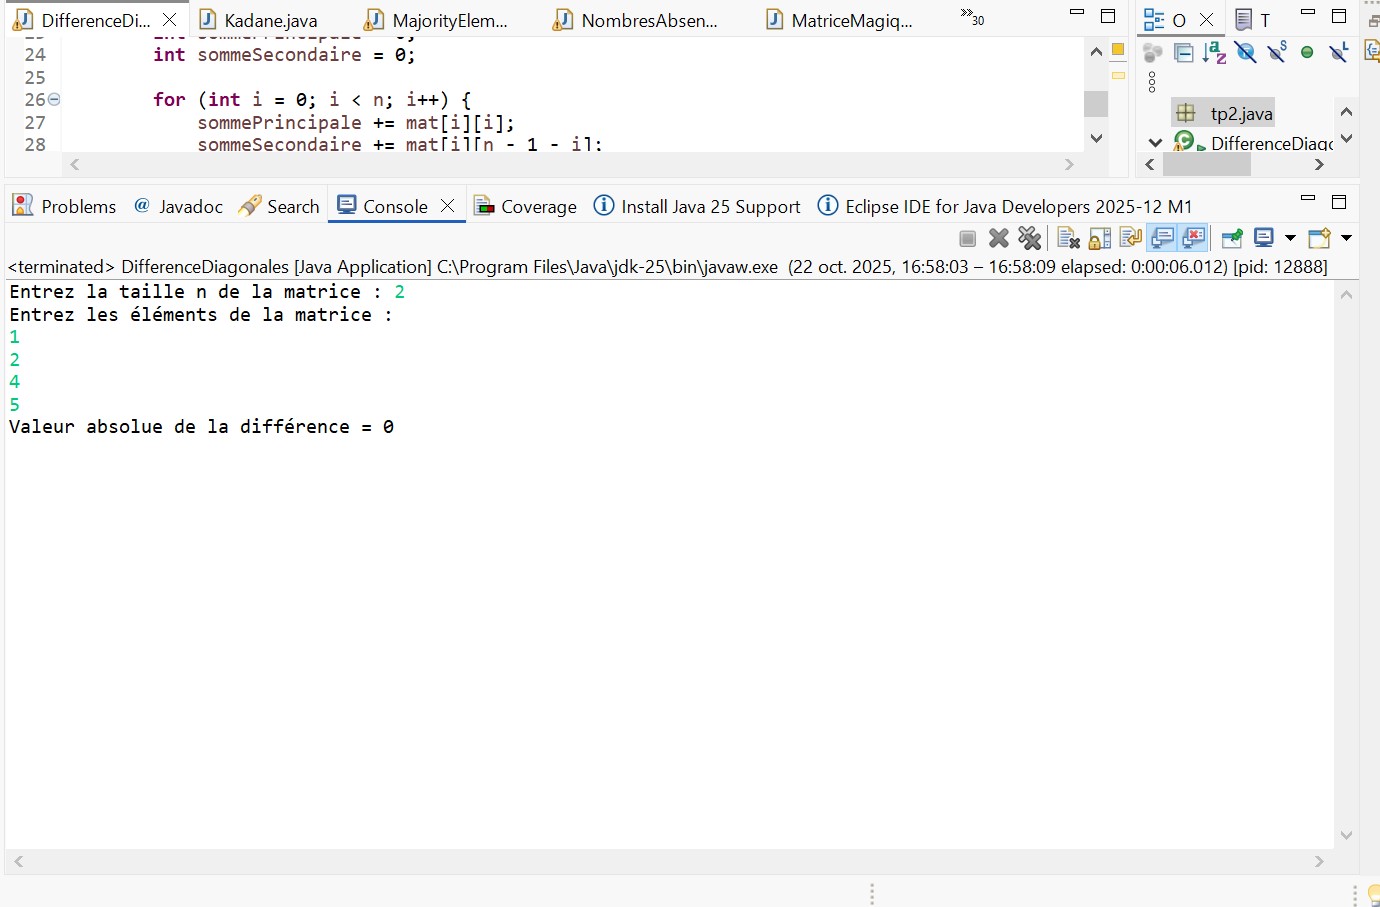 DifferenceDi... Kadane.java MajorityElem... NombresAbsen... MatriceMagiq... 30 O T
24 int sommeSecondaire = 0;
25
26 for (int i = 0; i < n; i++) {
27 sommePrincipale += mat[i][i];
28 sommeSecondaire += mat[i][n - 1 - i];
tp2.java
DifferenceDiago
Problems @ Javadoc Search Console Coverage Install Java 25 Support Eclipse IDE for Java Developers 2025-12 M1
<terminated> DifferenceDiagonales [Java Application] C:\Program Files\Java\jdk-25\bin\javaw.exe (22 oct. 2025, 16:58:03 – 16:58:09 elapsed: 0:00:06.012) [pid: 12888]
Entrez la taille n de la matrice : 2
Entrez les éléments de la matrice :
1
2
4
5
Valeur absolue de la différence = 0